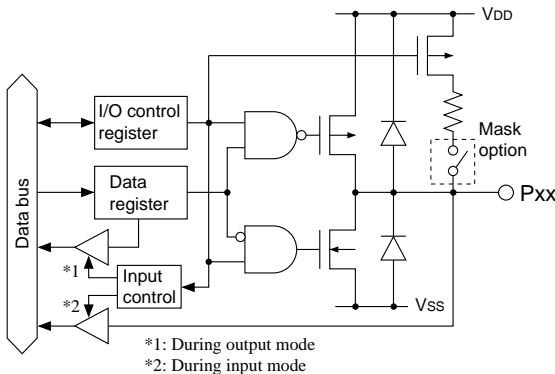 VDD
I/O control
register
Mask
option
Data bus
Data
register
Pxx
*1
Input
control
*2
VSS
*1: During output mode
*2: During input mode